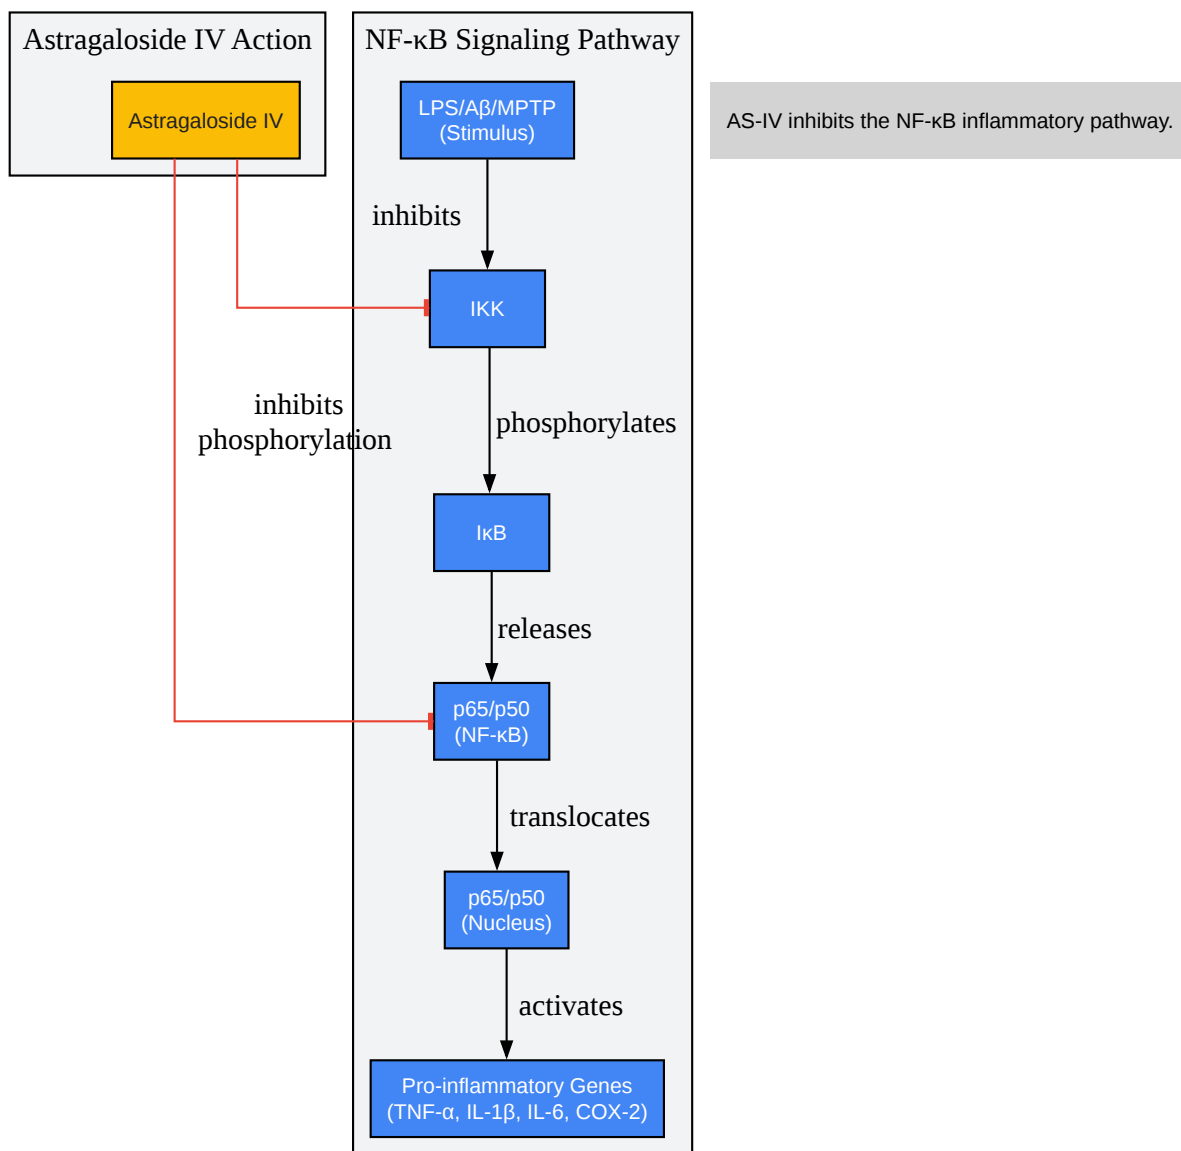 Astragaloside IV Action
Astragaloside IV
NF-κB Signaling Pathway
LPS/Aβ/MPTP
(Stimulus)
AS-IV inhibits the NF-κB inflammatory pathway.
inhibits
IKK
inhibits
phosphorylation
phosphorylates
IκB
releases
p65/p50
(NF-κB)
translocates
p65/p50
(Nucleus)
activates
Pro-inflammatory Genes
(TNF-α, IL-1β, IL-6, COX-2)